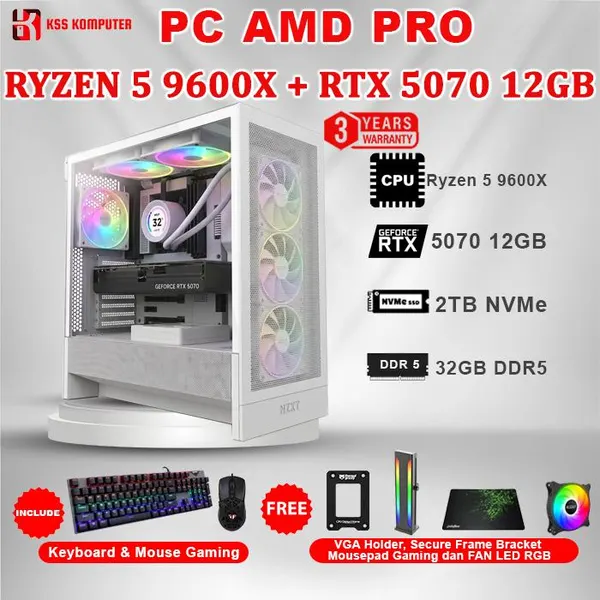 KSS KOMPUTER
PC AMD PRO
RYZEN 5 9600X + RTX 5070 12GB
3 YEARS
WARRANTY
CPU
Ryzen 5 9600X
GEFORCE
RTX
5070 12GB
NVMe SSD
2TB NVMe
DDR 5
32GB DDR5
32°
GEFORCE RTX 5070
NZXT
INCLUDE
Keyboard & Mouse Gaming
FREE
VGA Holder, Secure Frame Bracket
Mousepad Gaming dan FAN LED RGB